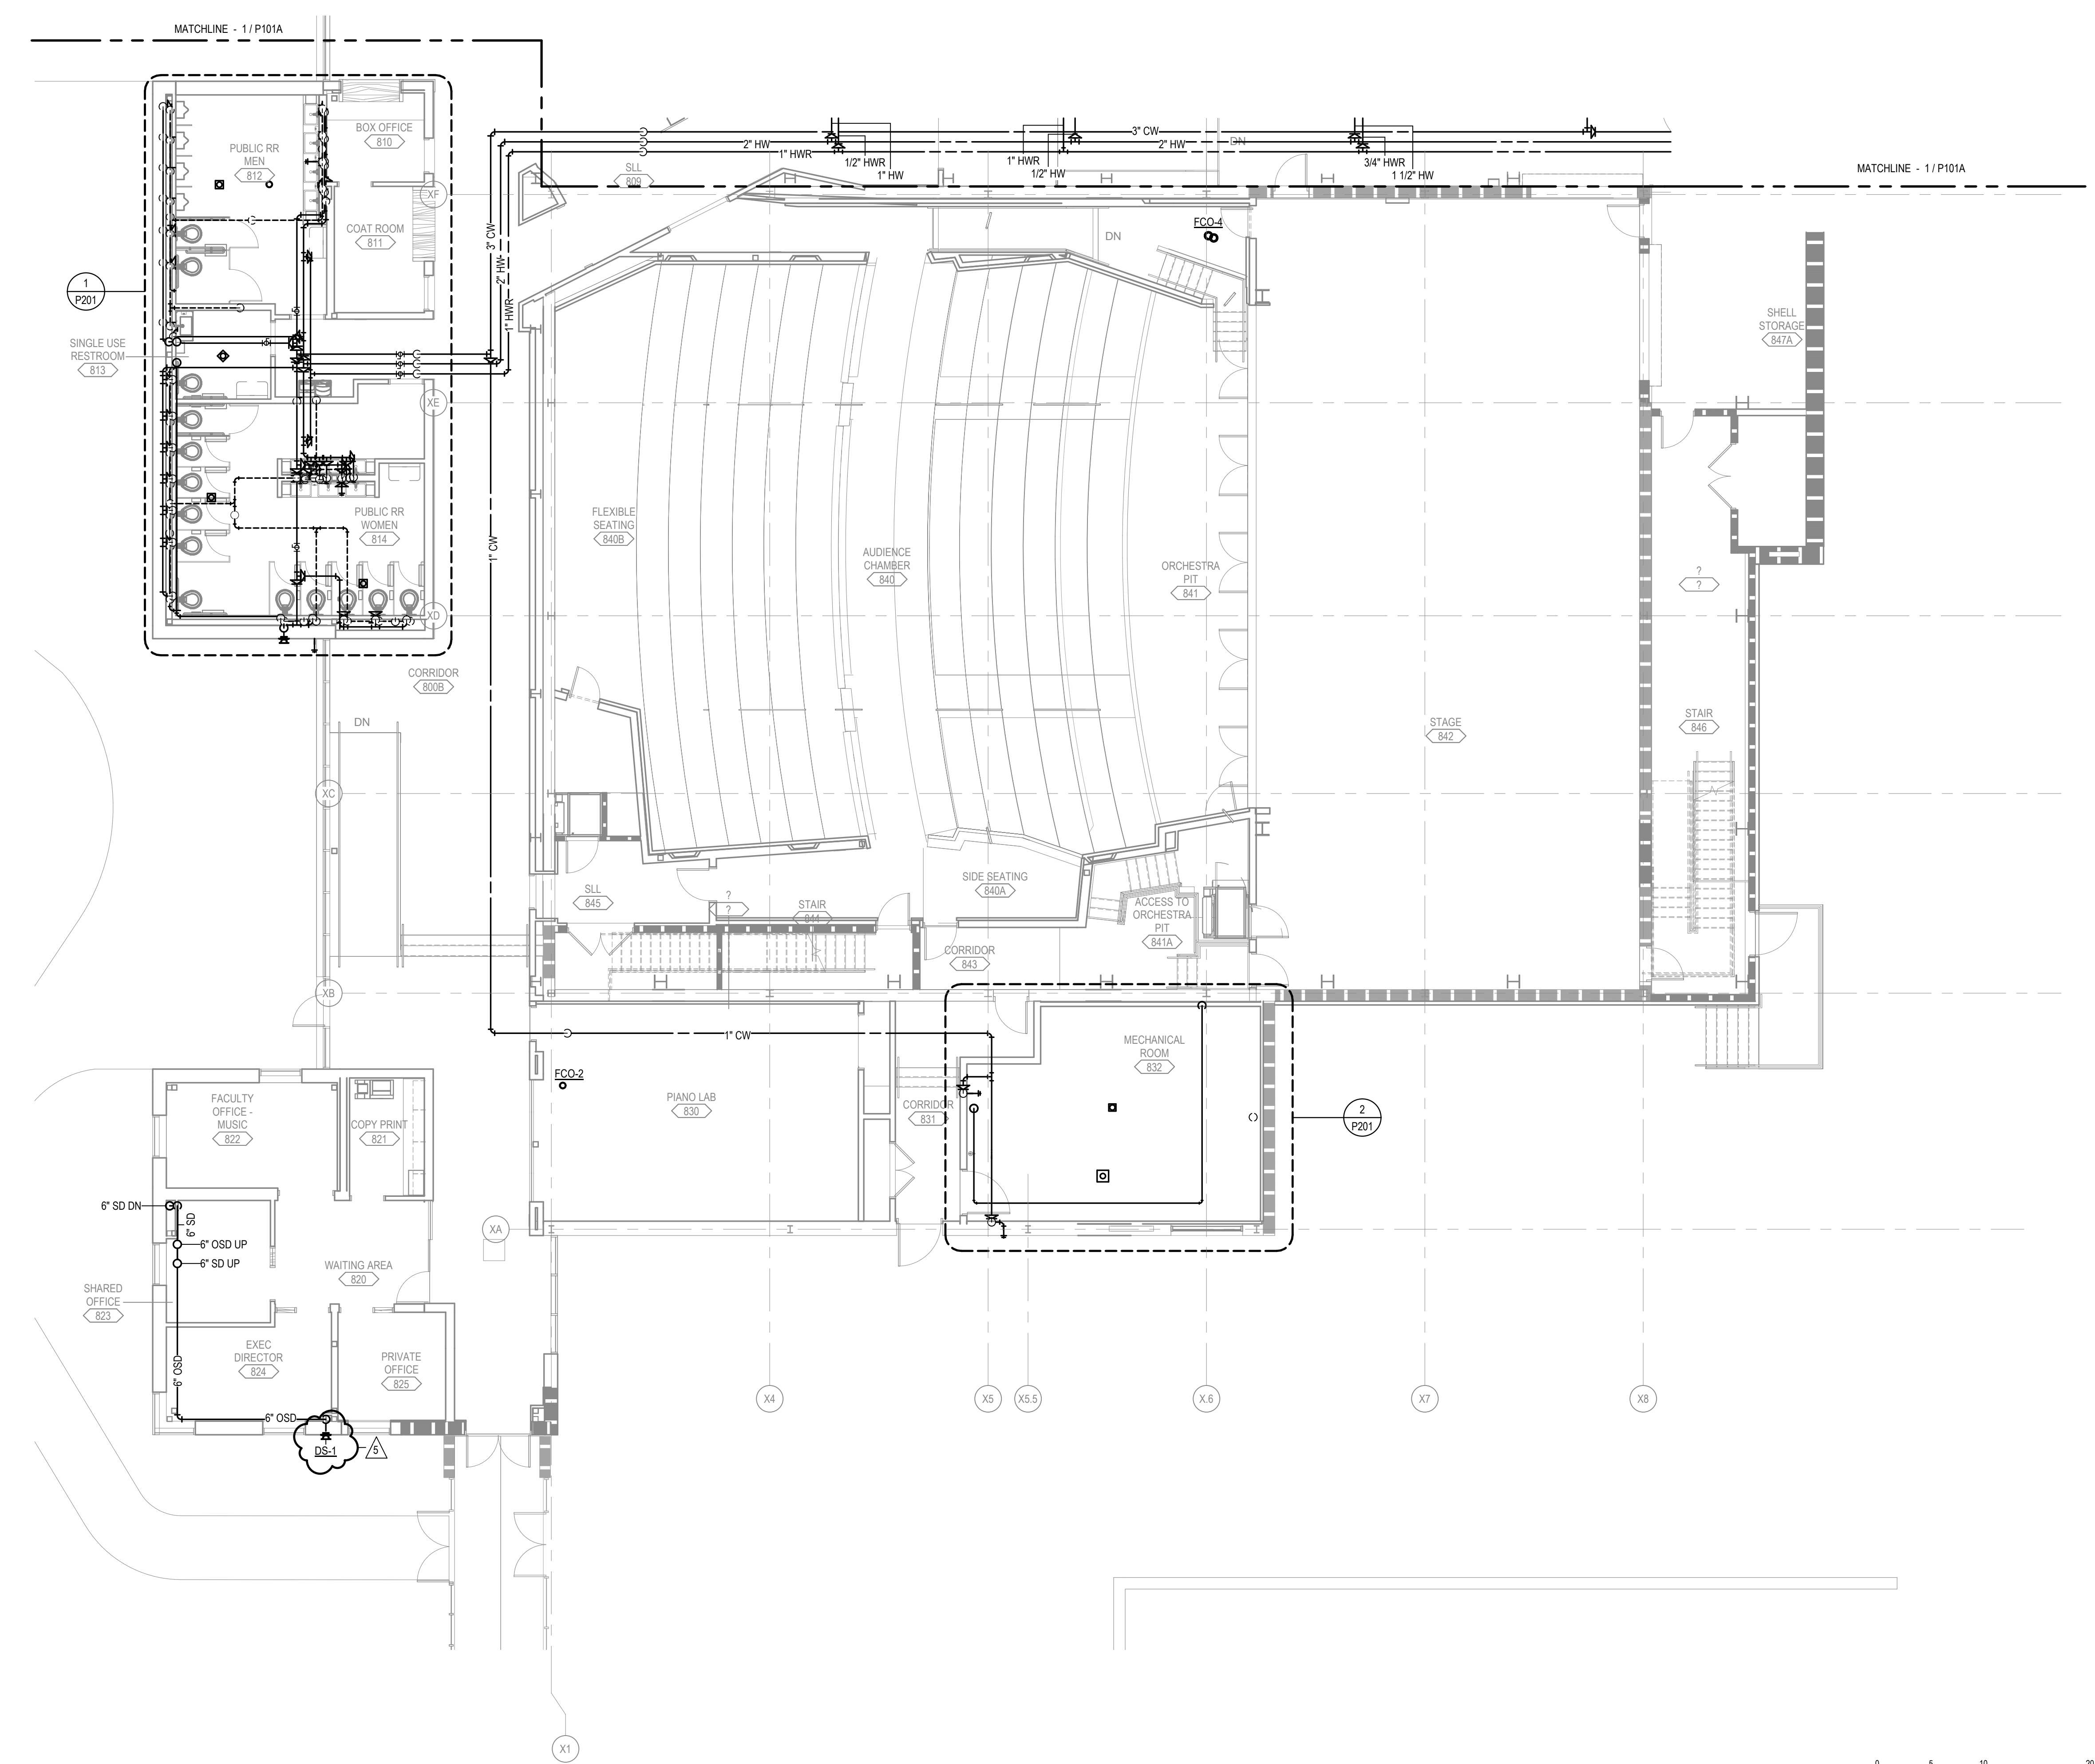 MATCHLINE - 1 / P101A
BOX OFFICE
810
PUBLIC RR
MEN
812
3" CW
2" HW
2" HW
DN
1" HWR
1/2" HWR
1" HW
1" HWR
1/2" HW
3/4" HWR
1 1/2" HW
MATCHLINE - 1 / P101A
SLL
809
XF
COAT ROOM
811
FCO-4
DN
3" CW
2" HW
1" HWR
1
P201
SINGLE USE
RESTROOM
813
SHELL
STORAGE
847A
XE
PUBLIC RR
WOMEN
814
FLEXIBLE
SEATING
840B
1" CW
AUDIENCE
CHAMBER
840
ORCHESTRA
PIT
841
?
?
XD
CORRIDOR
800B
DN
STAGE
842
STAIR
846
XC
SLL
845
?
?
STAIR
844
SIDE SEATING
840A
ACCESS TO
ORCHESTRA
PIT
841A
CORRIDOR
843
XB
1" CW
MECHANICAL
ROOM
832
FCO-2
PIANO LAB
830
CORRIDOR
831
2
P201
FACULTY
OFFICE -
MUSIC
822
COPY PRINT
821
6" SD DN
6" SD
6" OSD UP
6" SD UP
XA
WAITING AREA
820
SHARED
OFFICE
823
EXEC
DIRECTOR
824
PRIVATE
OFFICE
825
6" OSD
6" OSD
DS-1
5
X4
X5
X5.5
X.6
X7
X8
X1
0
5
10
20